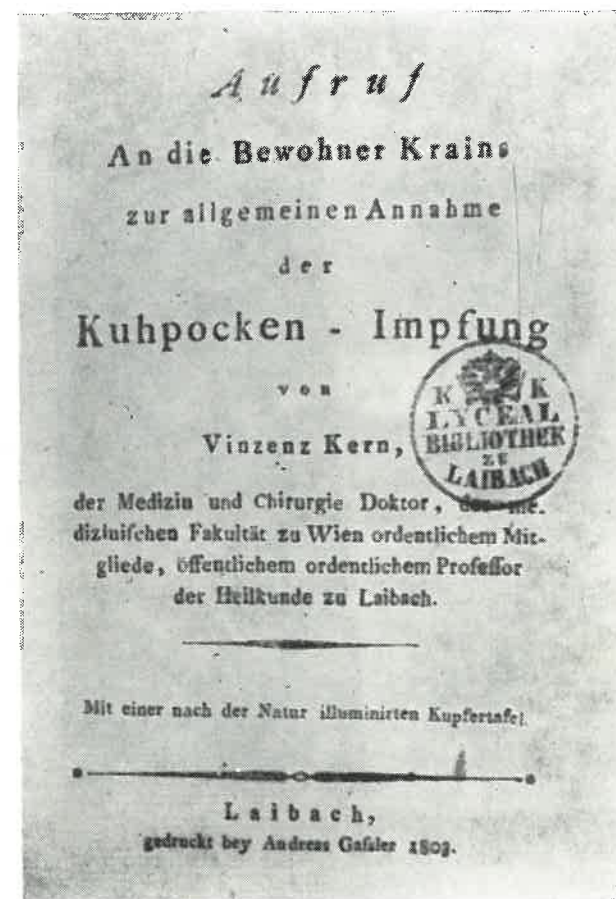 Aufruf
An die Bewohner Krains
zur allgemeinen Annahme
der
Kuhpocken - Impfung
von
Vinzenz Kern,
der Medizin und Chirurgie Doktor, der me-
dizinischen Fakultät zu Wien ordentlichem Mit-
gliede, öffentlichem ordentlichem Professor
der Heilkunde zu Laibach.
K K
LYCEAL
BIBLIOTHEK
ZU
LAIBACH
Mit einer nach der Natur illuminirten Kupfertafel
Laibach,
gedruckt bey Andreas Gassler 1803.